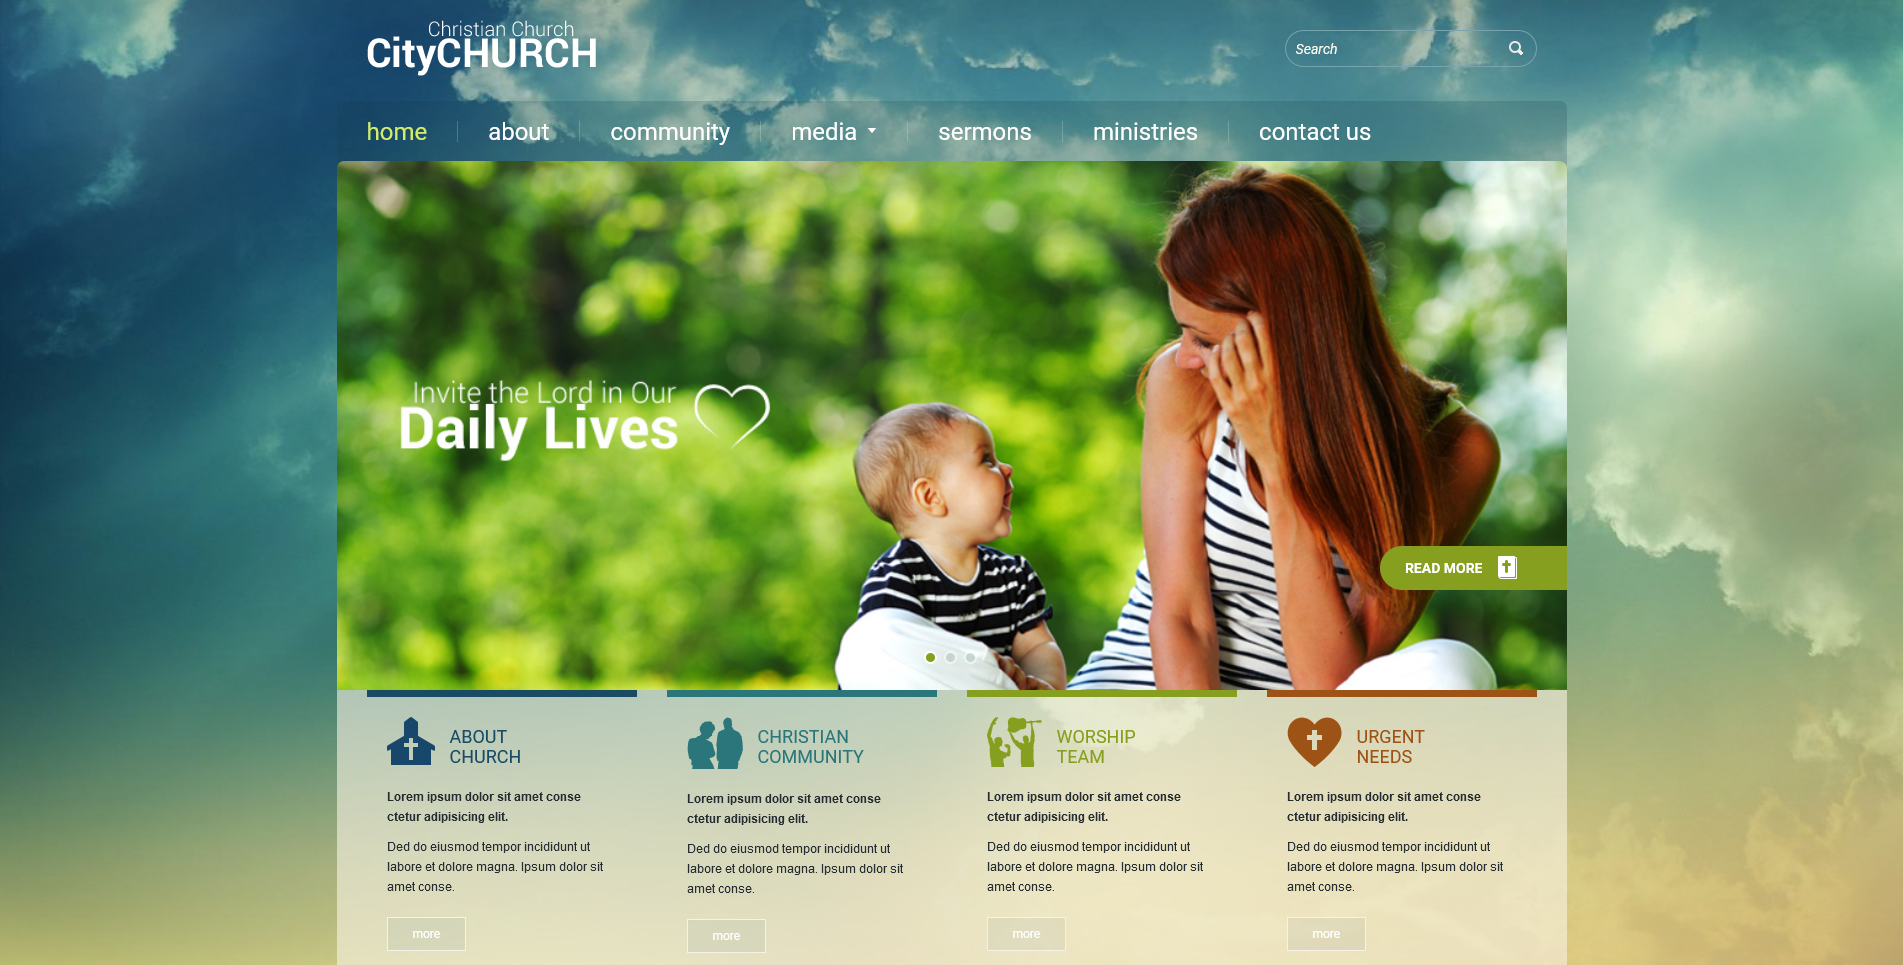 Christian Church
CityCHURCH
Search
home
about
community
media
sermons
ministries
contact us
Invite the Lord in Our
Daily Lives
READ MORE
ABOUT
CHURCH
Lorem ipsum dolor sit amet conse
ctetur adipisicing elit.
Ded do eiusmod tempor incididunt ut
labore et dolore magna. Ipsum dolor sit
amet conse.
more
CHRISTIAN
COMMUNITY
Lorem ipsum dolor sit amet conse
ctetur adipisicing elit.
Ded do eiusmod tempor incididunt ut
labore et dolore magna. Ipsum dolor sit
amet conse.
more
WORSHIP
TEAM
Lorem ipsum dolor sit amet conse
ctetur adipisicing elit.
Ded do eiusmod tempor incididunt ut
labore et dolore magna. Ipsum dolor sit
amet conse.
more
URGENT
NEEDS
Lorem ipsum dolor sit amet conse
ctetur adipisicing elit.
Ded do eiusmod tempor incididunt ut
labore et dolore magna. Ipsum dolor sit
amet conse.
more